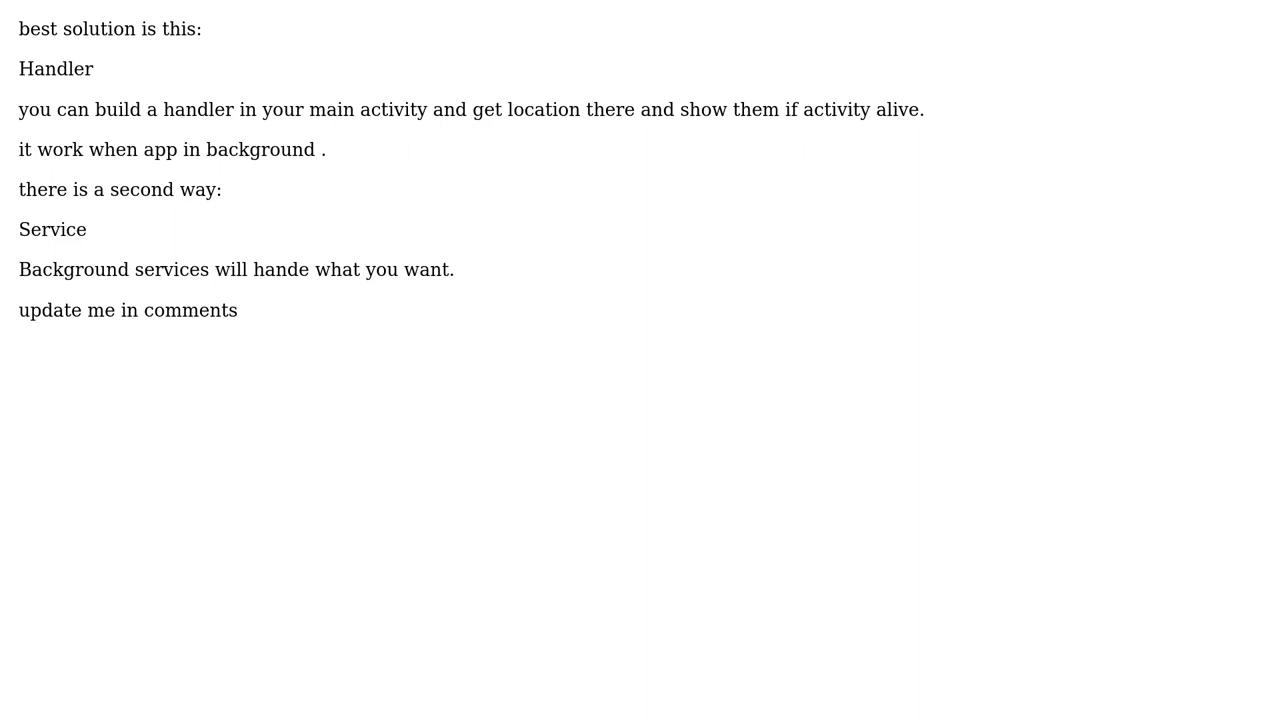 best solution is this:
Handler
you can build a handler in your main activity and get location there and show them if activity alive.
it work when app in background .
there is a second way:
Service
Background services will hande what you want.
update me in comments